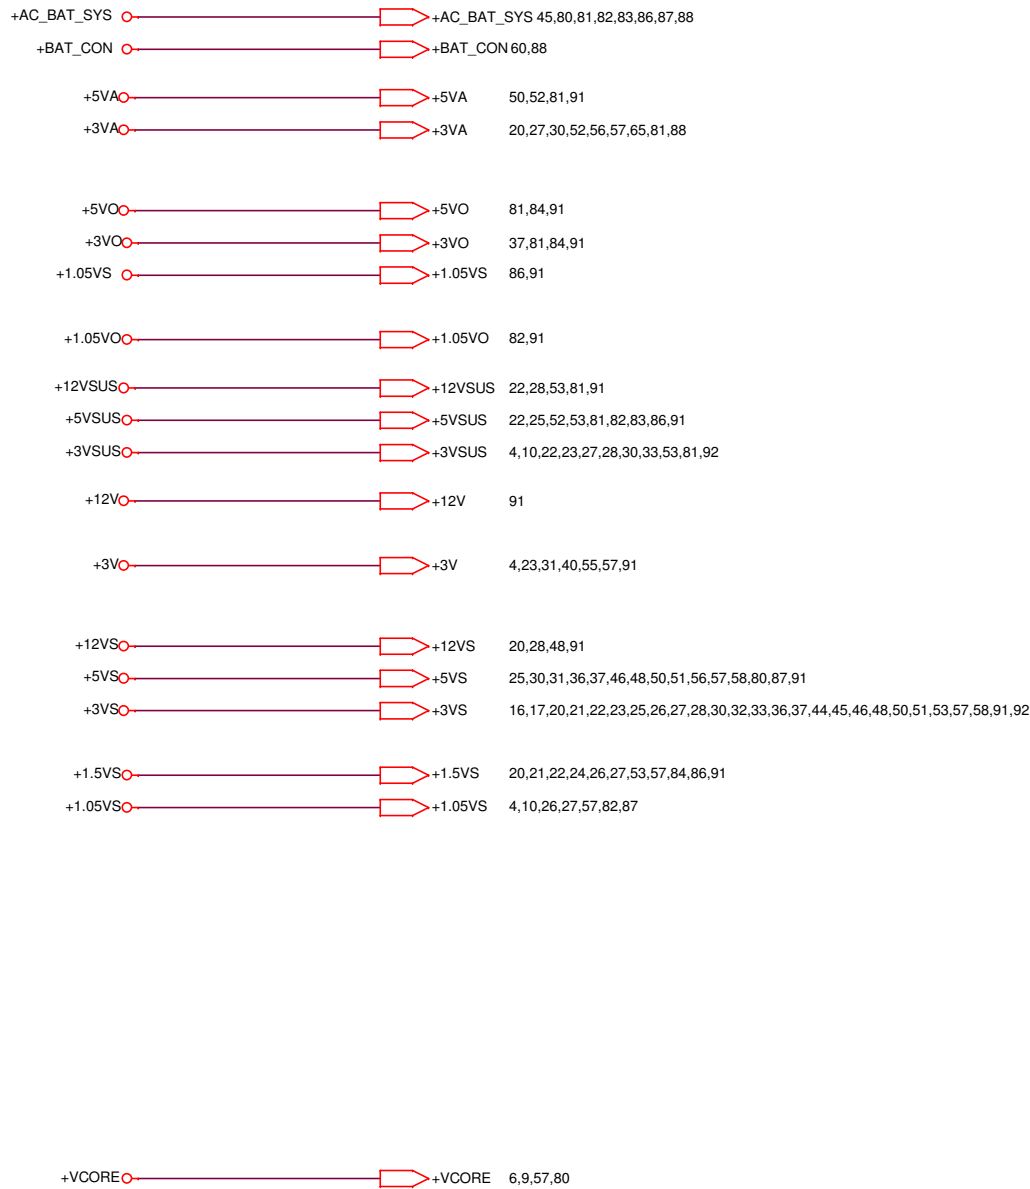 +AC_BAT_SYS +AC_BAT_SYS 45,80,81,82,83,86,87,88
+BAT_CON +BAT_CON 60,88
+5VA +5VA 50,52,81,91
+3VA +3VA 20,27,30,52,56,57,65,81,88
+5VO +5VO 81,84,91
+3VO +3VO 37,81,84,91
+1.05VS +1.05VS 86,91
+1.05VO +1.05VO 82,91
+12VSUS +12VSUS 22,28,53,81,91
+5VSUS +5VSUS 22,25,52,53,81,82,83,86,91
+3VSUS +3VSUS 4,10,22,23,27,28,30,33,53,81,92
+12V +12V 91
+3V +3V 4,23,31,40,55,57,91
+12VS +12VS 20,28,48,91
+5VS +5VS 25,30,31,36,37,46,48,50,51,56,57,58,80,87,91
+3VS +3VS 16,17,20,21,22,23,25,26,27,28,30,32,33,36,37,44,45,46,48,50,51,53,57,58,91,92
+1.5VS +1.5VS 20,21,22,24,26,27,53,57,84,86,91
+1.05VS +1.05VS 4,10,26,27,57,82,87
+VCORE +VCORE 6,9,57,80